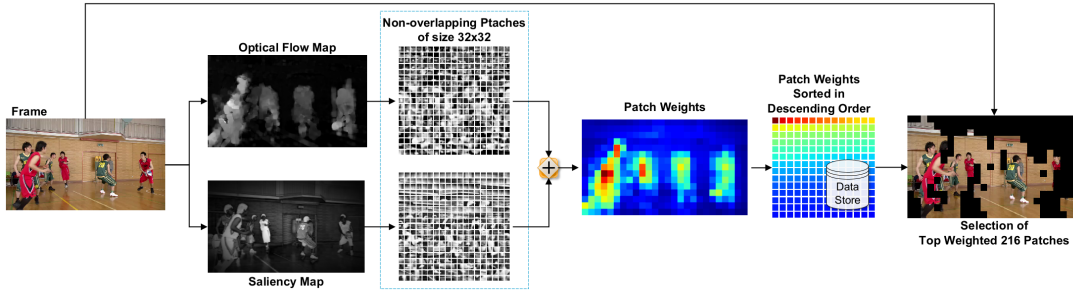 Non-overlapping Ptaches
of size 32x32
Optical Flow Map
Frame
Patch Weights
Patch Weights
Sorted in
Descending Order
Data
Store
Saliency Map
Selection of
Top Weighted 216 Patches